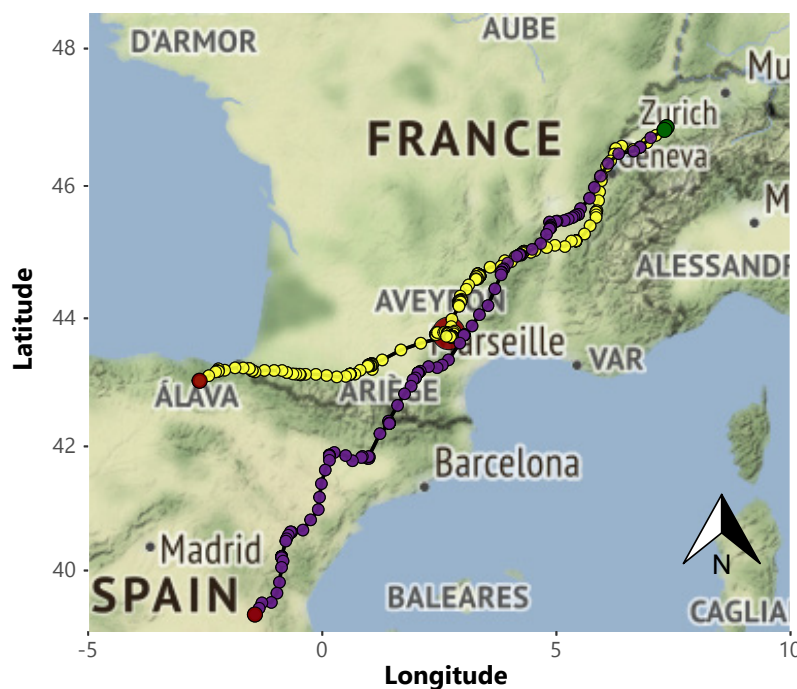 48
D'ARMOR
AUBE
Mu
Zurich
FRANCE
Geneva
46
M
ALESSANDR
AVEYRON
44
Marseille
VAR
ÁLAVA
ARIÈGE
42
Barcelona
Madrid
N
40
SPAIN
BALEARES
CAGLIA
-5
0
5
10
Longitude
Latitude